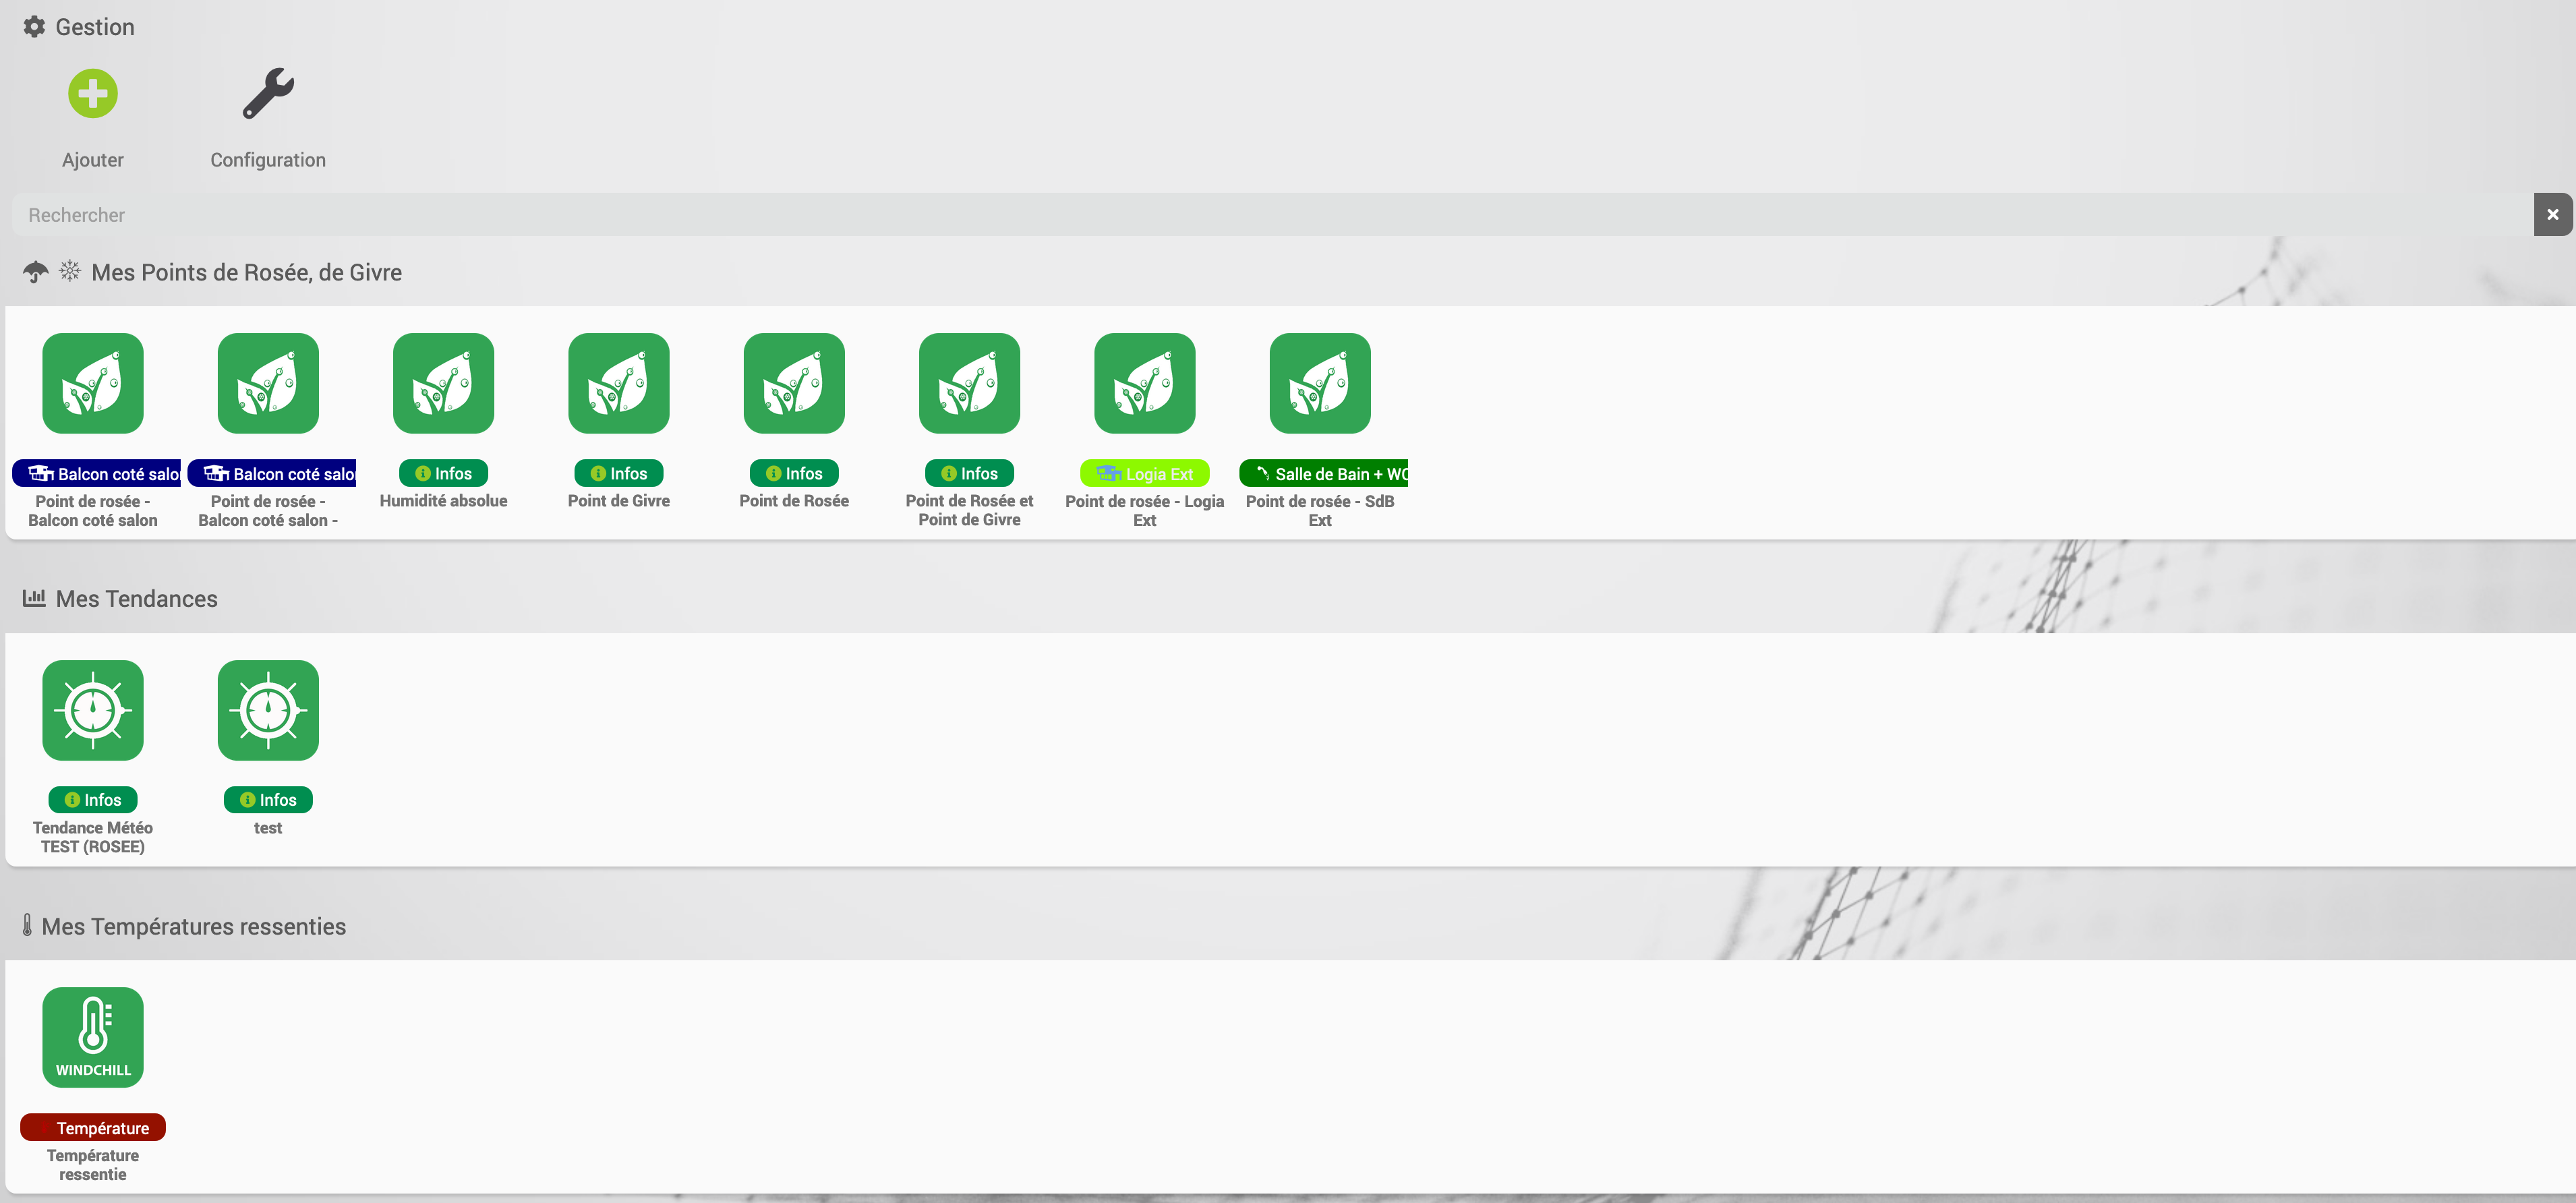 Gestion
Ajouter
Configuration
Rechercher
Mes Points de Rosée, de Givre
Balcon coté salo
Point de rosée -
Balcon coté salon
Balcon coté salo
Point de rosée -
Balcon coté salon -
Infos
Humidité absolue
Infos
Point de Givre
Infos
Point de Rosée
Infos
Point de Rosée et
Point de Givre
Logia Ext
Point de rosée - Logia
Ext
Salle de Bain + WC
Point de rosée - SdB
Ext
Mes Tendances
Infos
Tendance Météo
TEST (ROSEE)
Infos
test
Mes Températures ressenties
WINDCHILL
Température
Température
ressentie